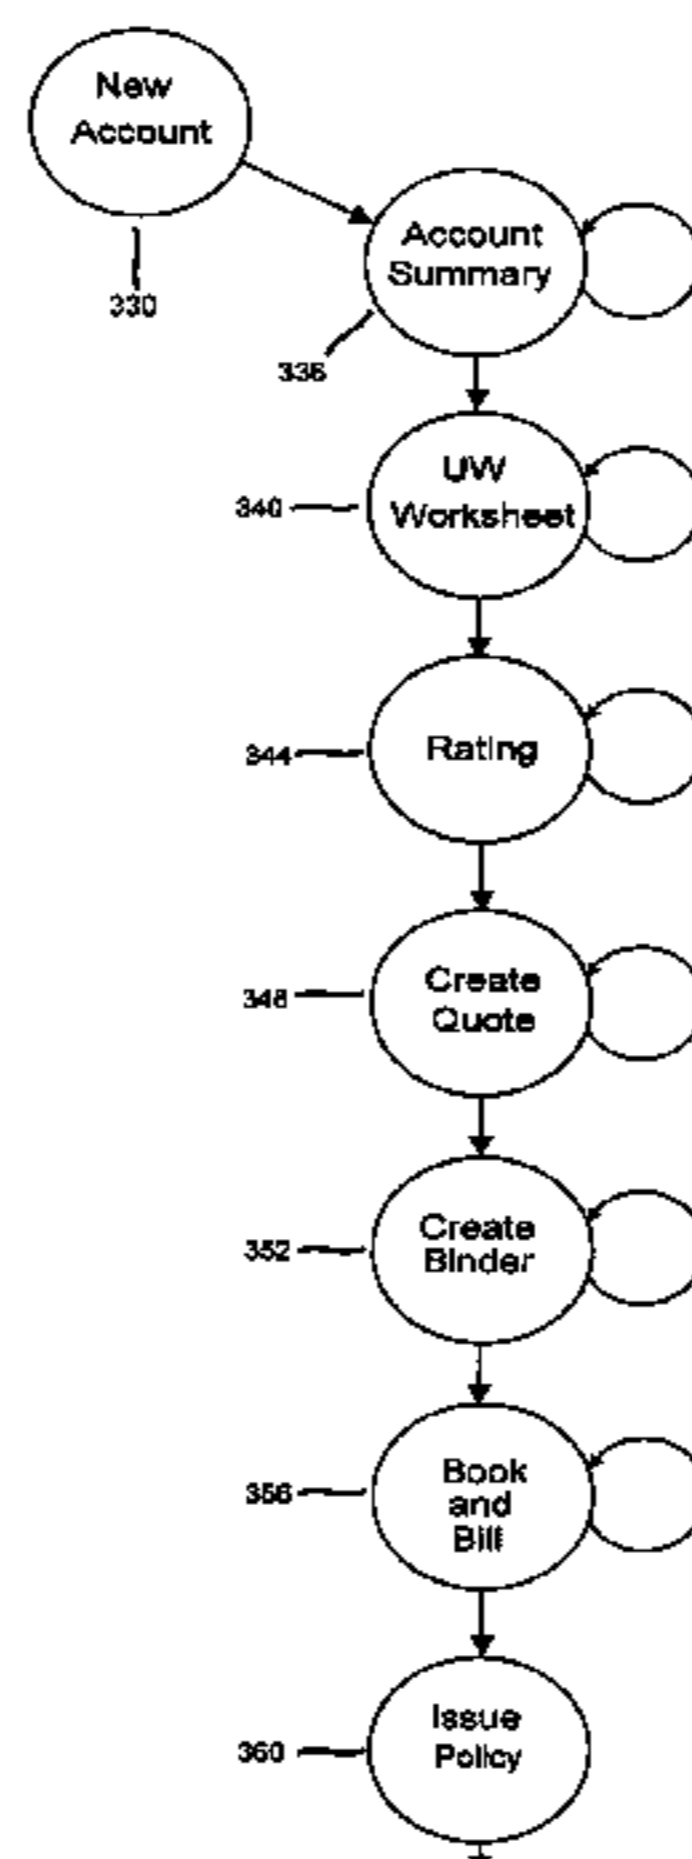 New
Account
330
Account
Summary
336
UW
Worksheet
340
Rating
344
Create
Quote
348
Create
Binder
352
Book
and
Bill
356
Issue
Policy
360